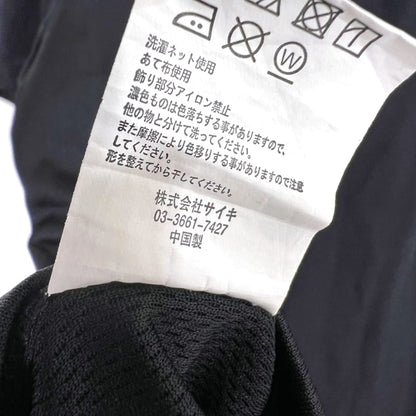 洗濯ネット使用
あて布使用
飾り部分アイロン禁止
濃色ものは色落ちする事がありますので、
他の物と分けて洗ってください。
また摩擦により色移りする事がありますので注意
してください。
形を整えてから干してください。
株式会社サイキ
03-3661-7427
中国製